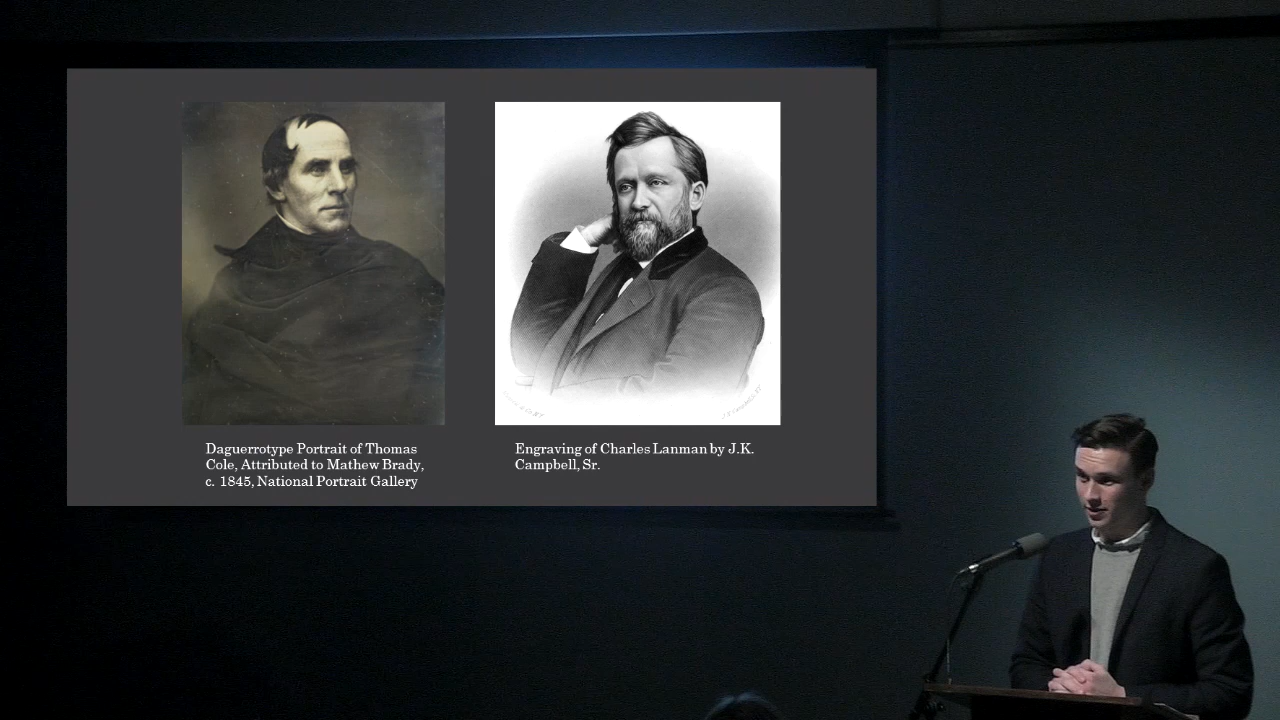 Daguerrotype Portrait of Thomas
Cole, Attributed to Mathew Brady,
c. 1845, National Portrait Gallery
Engraving of Charles Lanman by J.K.
Campbell, Sr.